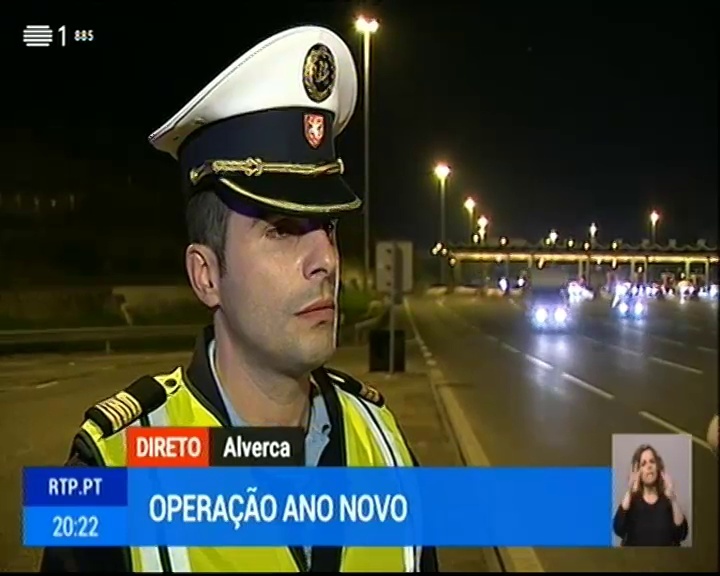 1 885
DIRETO Alverca
RTP.PT
OPERAÇÃO ANO NOVO
20:22